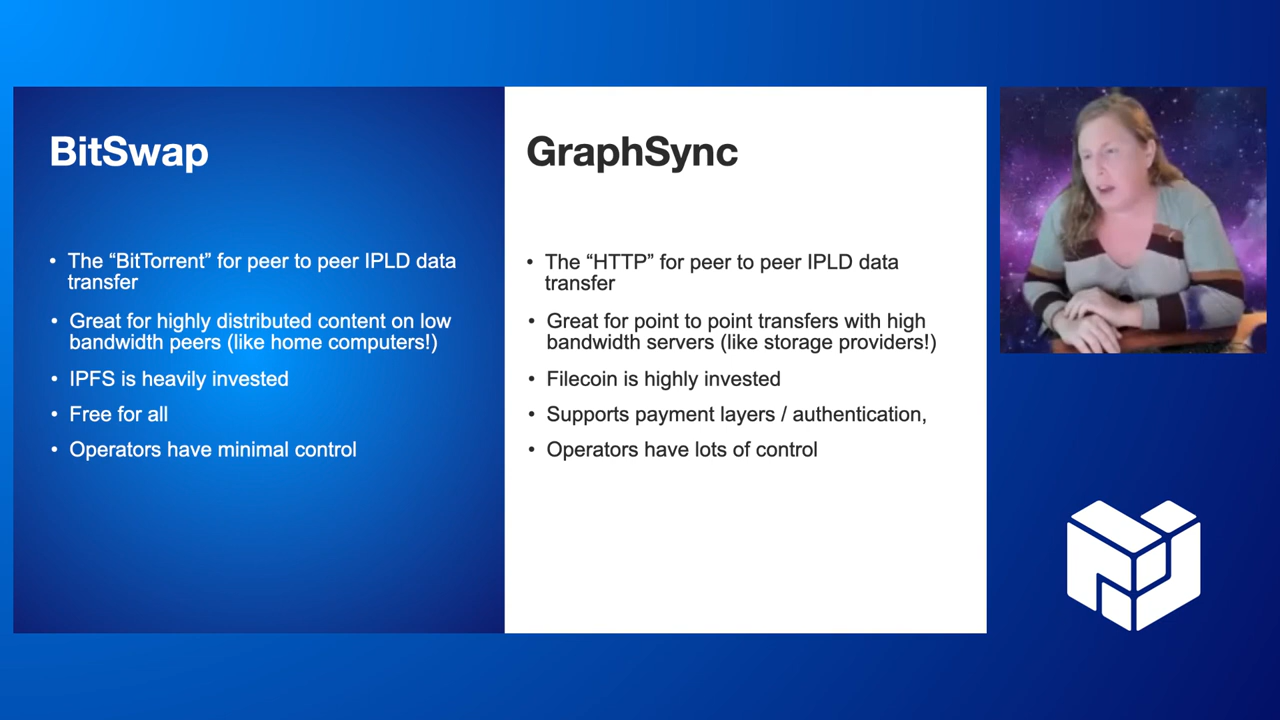 BitSwap
• The “BitTorrent” for peer to peer IPLD data
transfer
• Great for highly distributed content on low
bandwidth peers (like home computers!)
• IPFS is heavily invested
• Free for all
• Operators have minimal control
GraphSync
• The “HTTP” for peer to peer IPLD data
transfer
• Great for point to point transfers with high
bandwidth servers (like storage providers!)
• Filecoin is highly invested
• Supports payment layers / authentication,
• Operators have lots of control